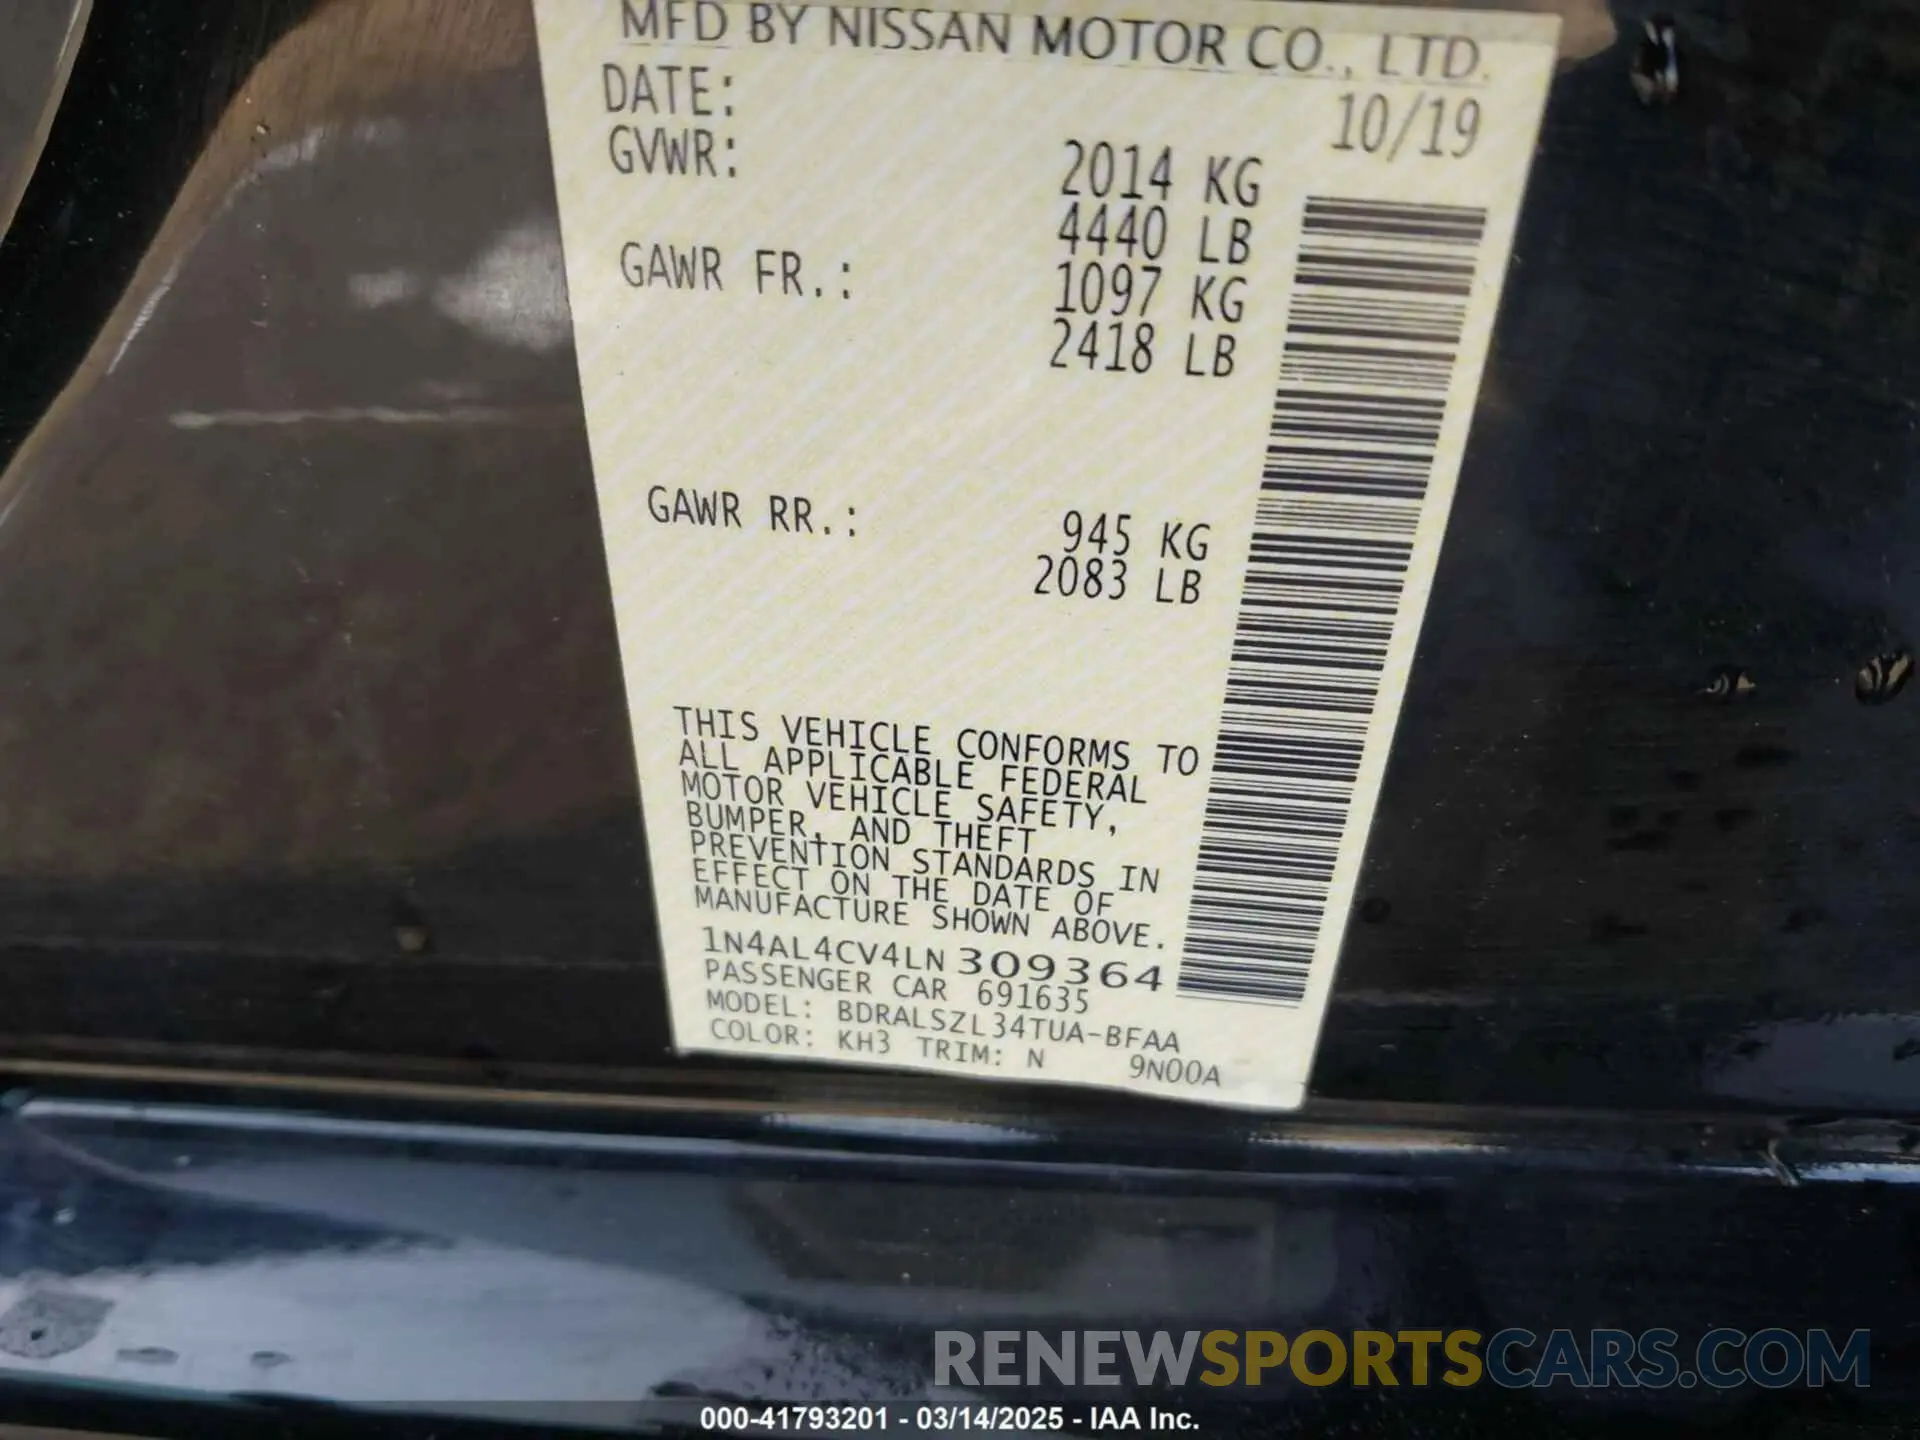 MFD BY NISSAN MOTOR CO., LTD.
DATE: 10/19
GVWR: 2014 KG
4440 LB
GAWR FR.: 1097 KG
2418 LB
GAWR RR.: 945 KG
2083 LB
THIS VEHICLE CONFORMS TO
ALL APPLICABLE FEDERAL
MOTOR VEHICLE SAFETY,
BUMPER, AND THEFT
PREVENTION STANDARDS IN
EFFECT ON THE DATE OF
MANUFACTURE SHOWN ABOVE.
1N4AL4CV4LN309364
PASSENGER CAR 691635
MODEL: BDRALSZL34TUA-BFAA
COLOR: KH3 TRIM: N 9N00A
RENEWSPORTSCARS.COM
000-41793201 - 03/14/2025 - IAA Inc.